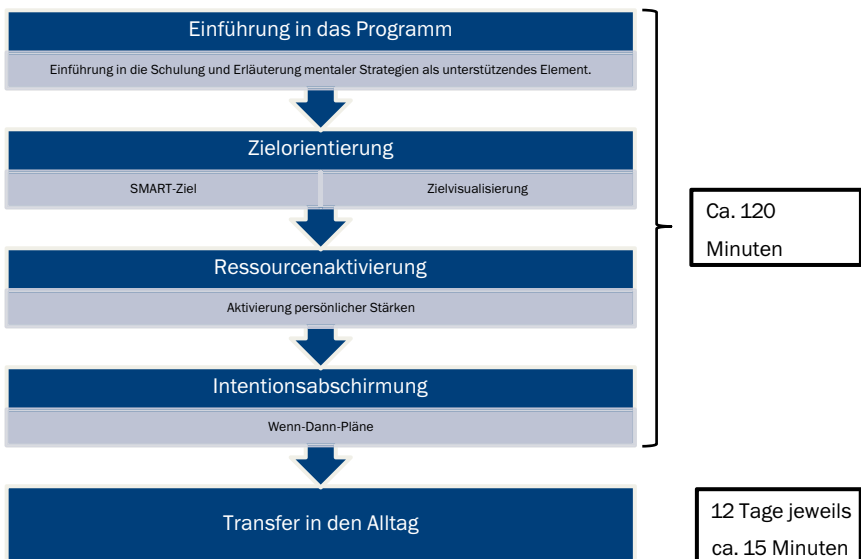 Einführung in das Programm
Einführung in die Schulung und Erläuterung mentaler Strategien als unterstützendes Element.
Zielorientierung
SMART-Ziel
Zielvisualisierung
Ca. 120
Minuten
Ressourcenaktivierung
Aktivierung persönlicher Stärken
Intentionsabschirmung
Wenn-Dann-Pläne
Transfer in den Alltag
12 Tage jeweils
ca. 15 Minuten